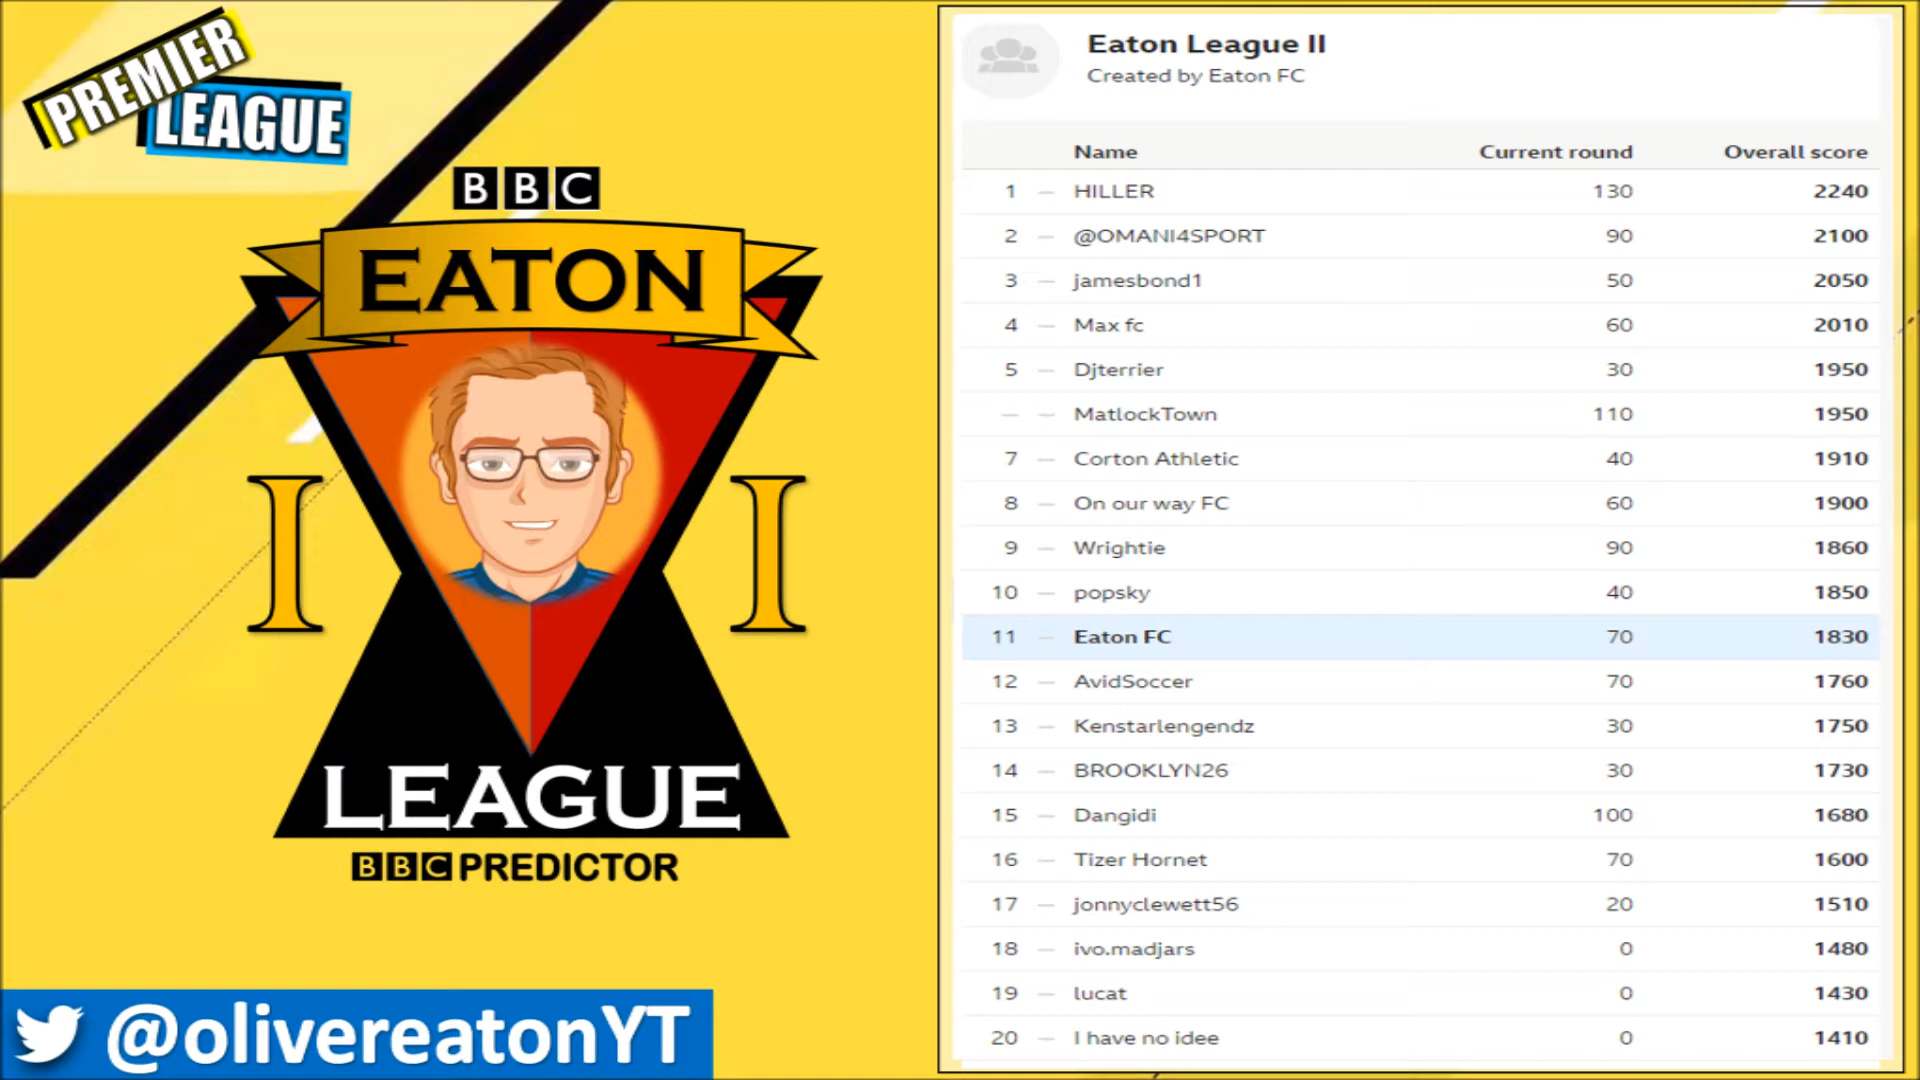 PREMIER
LEAGUE
BBC
EATON
I I
LEAGUE
BBC PREDICTOR
@olivereatonYT
Eaton League II
Created by Eaton FC
Name Current round Overall score
1 — HILLER 130 2240
2 — @OMANI4SPORT 90 2100
3 — jamesbond1 50 2050
4 — Max fc 60 2010
5 — Djterrier 30 1950
— — MatlockTown 110 1950
7 — Corton Athletic 40 1910
8 — On our way FC 60 1900
9 — Wrightie 90 1860
10 — popsky 40 1850
11 — Eaton FC 70 1830
12 — AvidSoccer 70 1760
13 — Kenstarlengendz 30 1750
14 — BROOKLYN26 30 1730
15 — Dangidi 100 1680
16 — Tizer Hornet 70 1600
17 — jonnyclewett56 20 1510
18 — ivo.madjars 0 1480
19 — lucat 0 1430
20 — I have no idee 0 1410